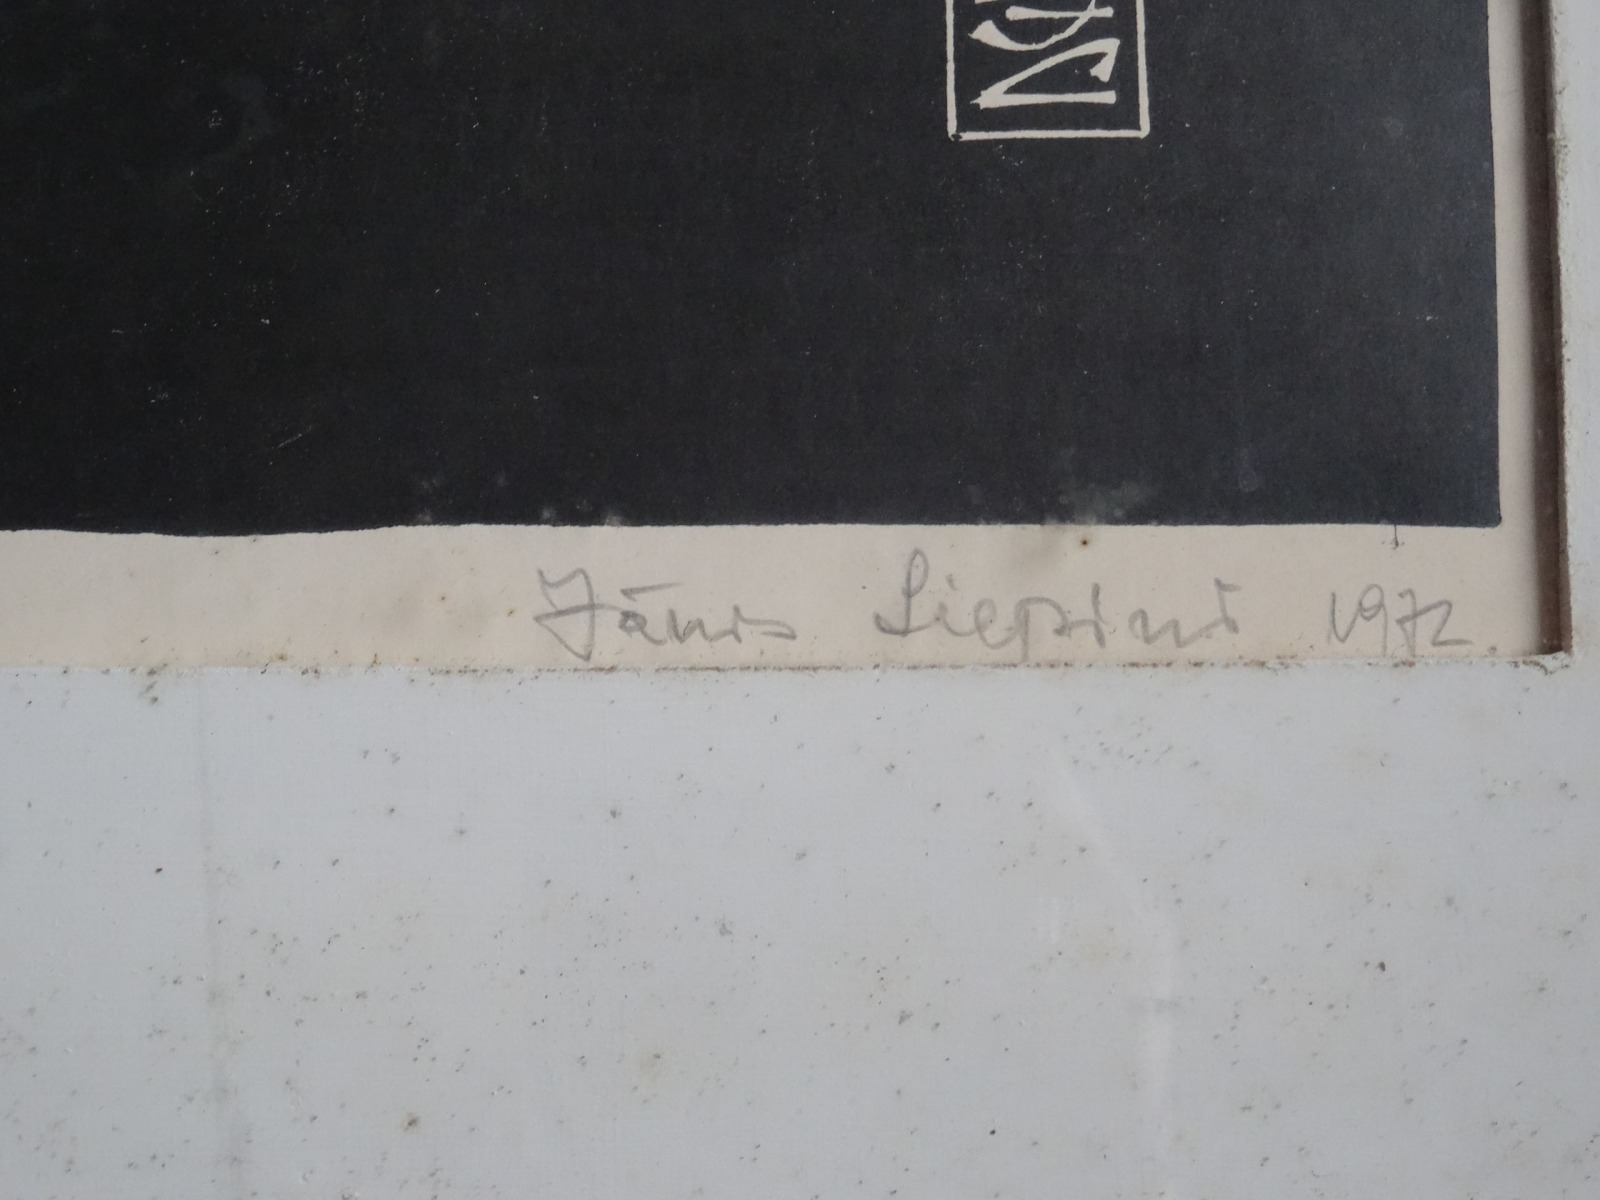 Jānis Liepiņš 1972.